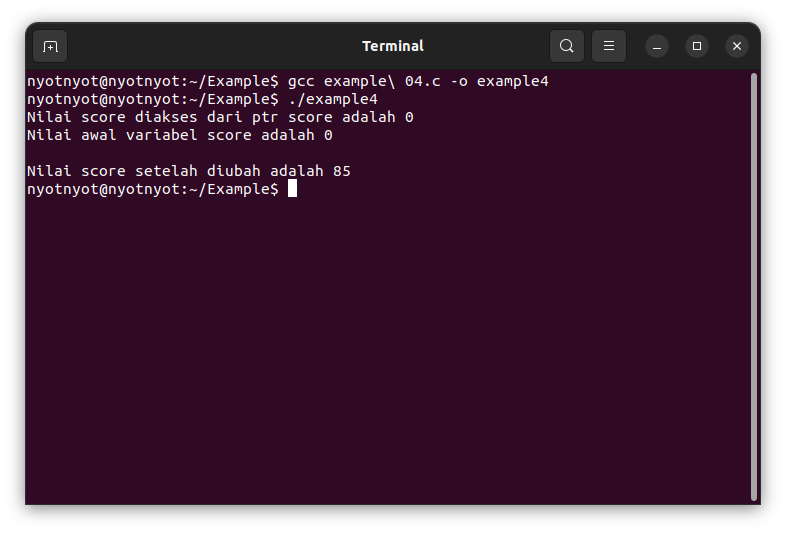 Terminal
nyotnyot@nyotnyot:~/Example$ gcc example\ 04.c -o example4
nyotnyot@nyotnyot:~/Example$ ./example4
Nilai score diakses dari ptr score adalah 0
Nilai awal variabel score adalah 0
Nilai score setelah diubah adalah 85
nyotnyot@nyotnyot:~/Example$